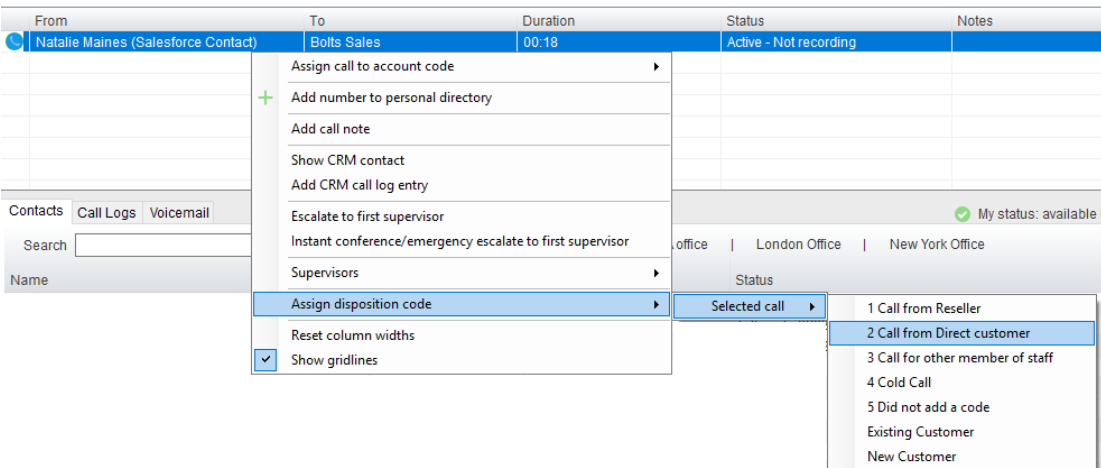 From To Duration Status Notes
Natalie Maines (Salesforce Contact) Bolts Sales 00:18 Active - Not recording
Assign call to account code
Add number to personal directory
Add call note
Show CRM contact
Add CRM call log entry
Contacts Call Logs Voicemail My status: available
Escalate to first supervisor
Search Instant conference/emergency escalate to first supervisor office | London Office | New York Office
Supervisors
Name Status
Assign disposition code Selected call
1 Call from Reseller
2 Call from Direct customer
Reset column widths
3 Call for other member of staff
Show gridlines
4 Cold Call
5 Did not add a code
Existing Customer
New Customer